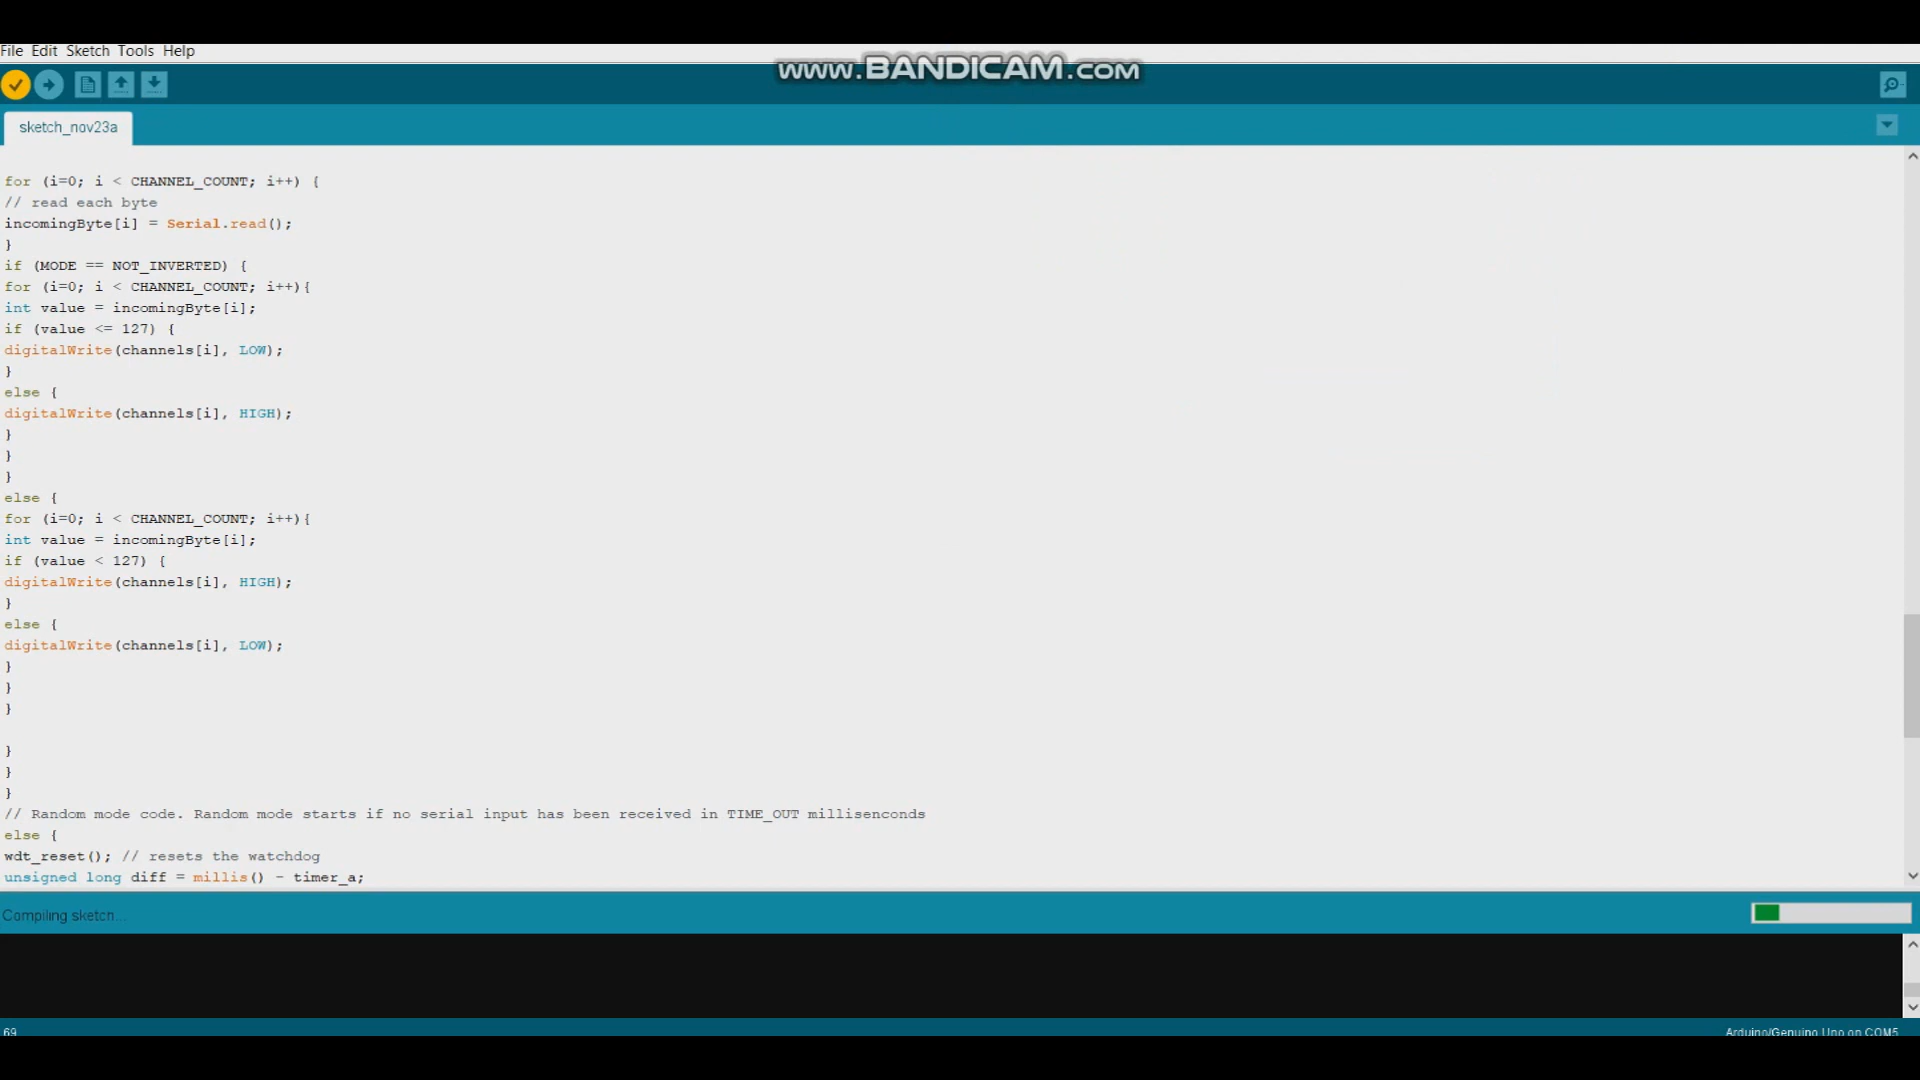 File Edit Sketch Tools Help
www.BANDICAM.com
sketch_nov23a
for (i=0; i < CHANNEL_COUNT; i++) {
// read each byte
incomingByte[i] = Serial.read();
}
if (MODE == NOT_INVERTED) {
for (i=0; i < CHANNEL_COUNT; i++){
int value = incomingByte[i];
if (value <= 127) {
digitalWrite(channels[i], LOW);
}
else {
digitalWrite(channels[i], HIGH);
}
}
}
else {
for (i=0; i < CHANNEL_COUNT; i++){
int value = incomingByte[i];
if (value < 127) {
digitalWrite(channels[i], HIGH);
}
else {
digitalWrite(channels[i], LOW);
}
}
}
}
}
}
// Random mode code. Random mode starts if no serial input has been received in TIME_OUT millisenconds
else {
wdt_reset(); // resets the watchdog
unsigned long diff = millis() - timer_a;
Compiling sketch...
69
Arduino/Genuino Uno on COM5